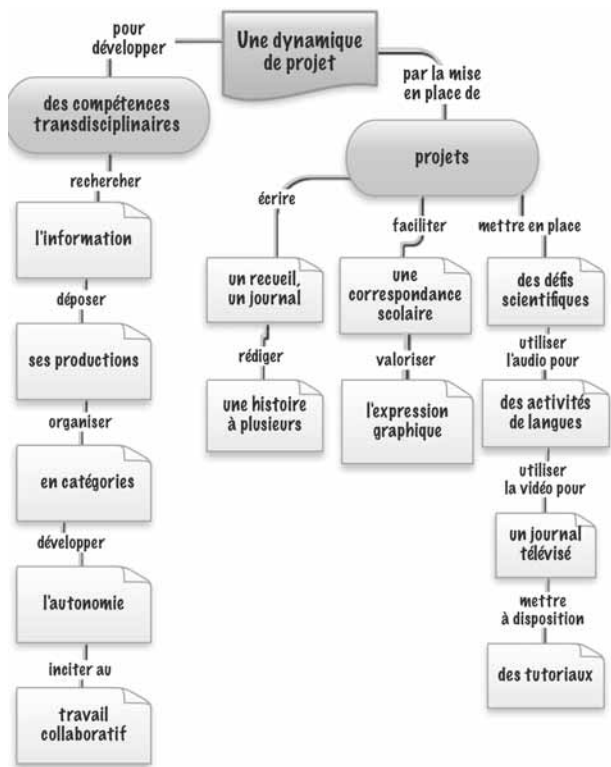 Une dynamique
de projet
pour
développer
des compétences
transdisciplinaires
rechercher
l'information
déposer
ses productions
organiser
en catégories
développer
l'autonomie
inciter au
travail
collaboratif
par la mise
en place de
projets
écrire
un recueil,
un journal
rédiger
une histoire
à plusieurs
faciliter
une
correspondance
scolaire
valoriser
l'expression
graphique
mettre en place
des défis
scientifiques
utiliser
l'audio pour
des activités
de langues
utiliser
la vidéo pour
un journal
télévisé
mettre
à disposition
des tutoriaux